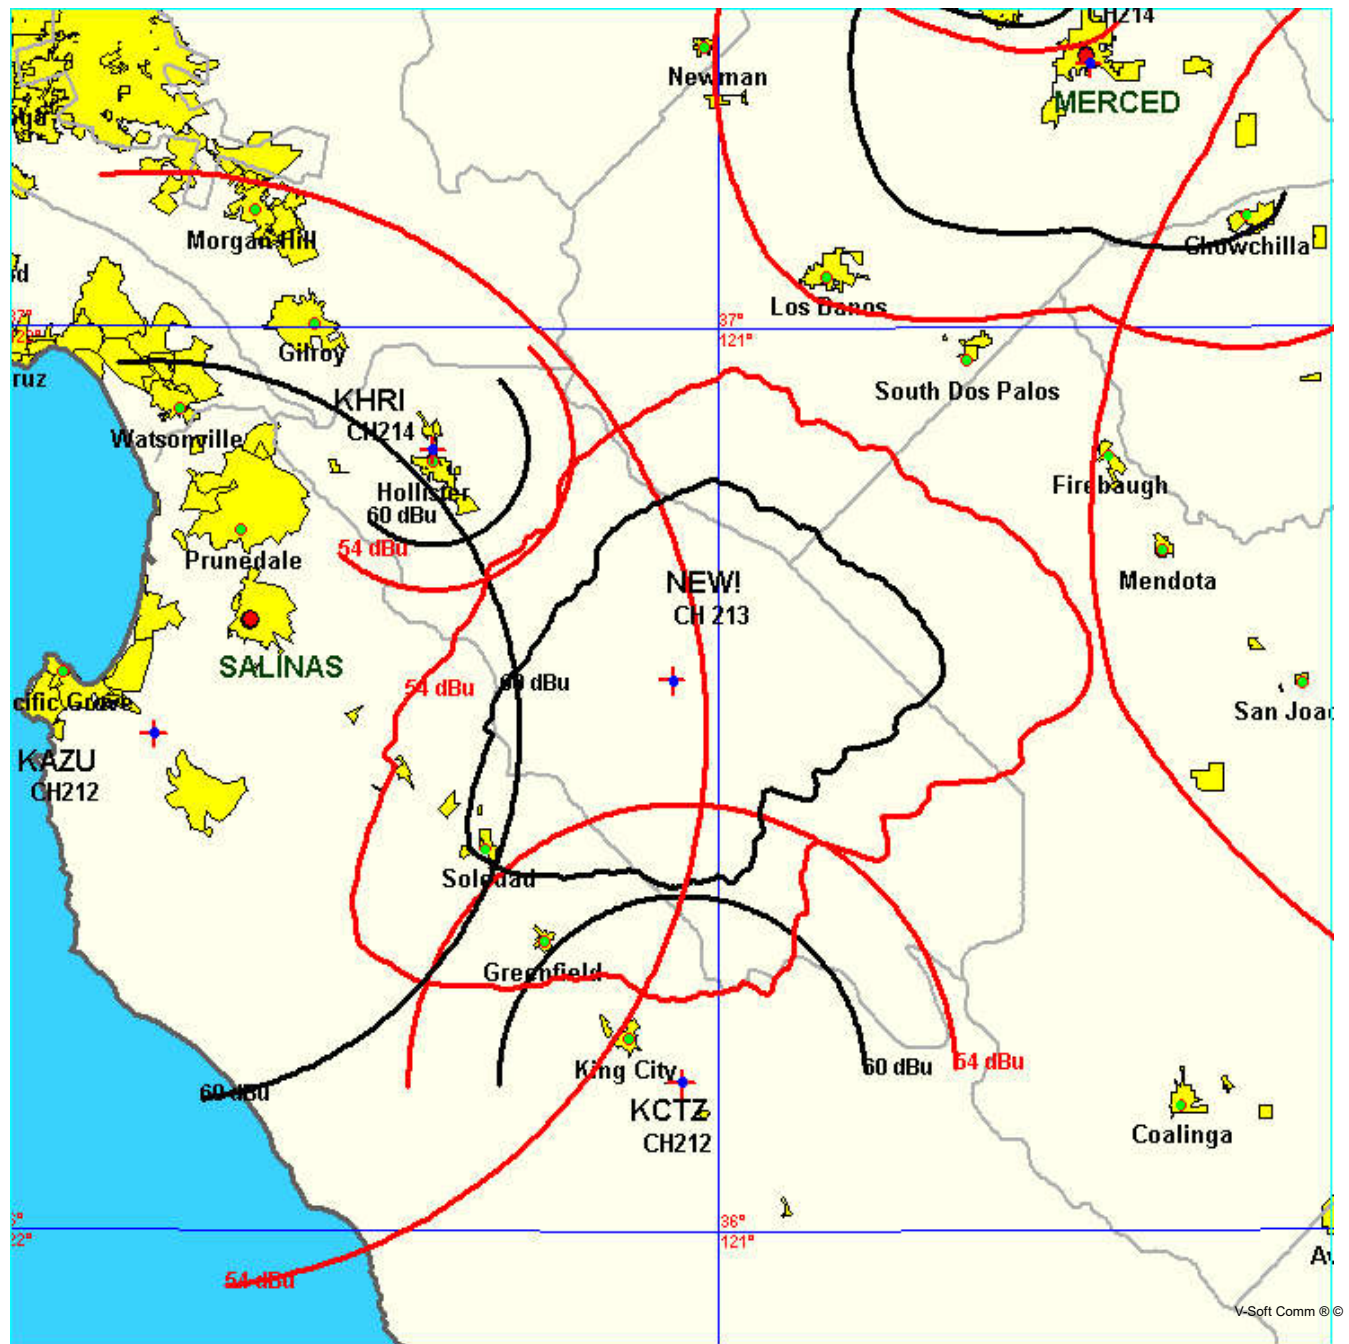 CH214
Newman
MERCED
Morgan Hill
Chowchilla
Los Banos
37°
121°
Gilroy
ruz
South Dos Palos
KHRI
CH214
Watsonville
Hollister
60 dBu
Firebaugh
54 dBu
Prunedale
NEW!
CH 213
Mendota
SALINAS
54 dBu
60 dBu
cific Grove
San Joac
KAZU
CH212
Soledad
Greenfield
King City
60 dBu
54 dBu
60 dBu
KCTZ
CH212
Coalinga
36°
121°
54 dBu
V-Soft Comm ® ©